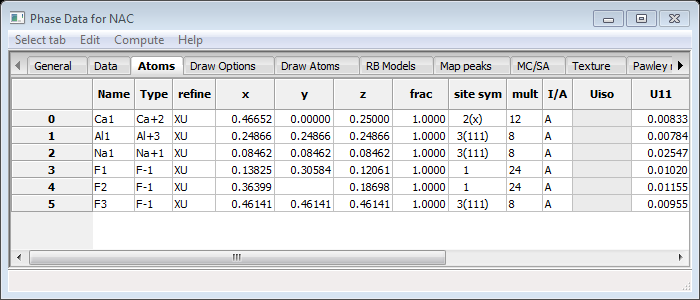 Phase Data for NAC
Select tab Edit Compute Help
General Data Atoms Draw Options Draw Atoms RB Models Map peaks MC/SA Texture Pawley r
Name Type refine x y z frac site sym mult I/A Uiso U11
0 Ca1 Ca+2 XU 0.46652 0.00000 0.25000 1.0000 2(x) 12 A 0.00833
1 Al1 Al+3 XU 0.24866 0.24866 0.24866 1.0000 3(111) 8 A 0.00784
2 Na1 Na+1 XU 0.08462 0.08462 0.08462 1.0000 3(111) 8 A 0.02547
3 F1 F-1 XU 0.13825 0.30584 0.12061 1.0000 1 24 A 0.01020
4 F2 F-1 XU 0.36399 0.18698 1.0000 1 24 A 0.01155
5 F3 F-1 XU 0.46141 0.46141 0.46141 1.0000 3(111) 8 A 0.00955